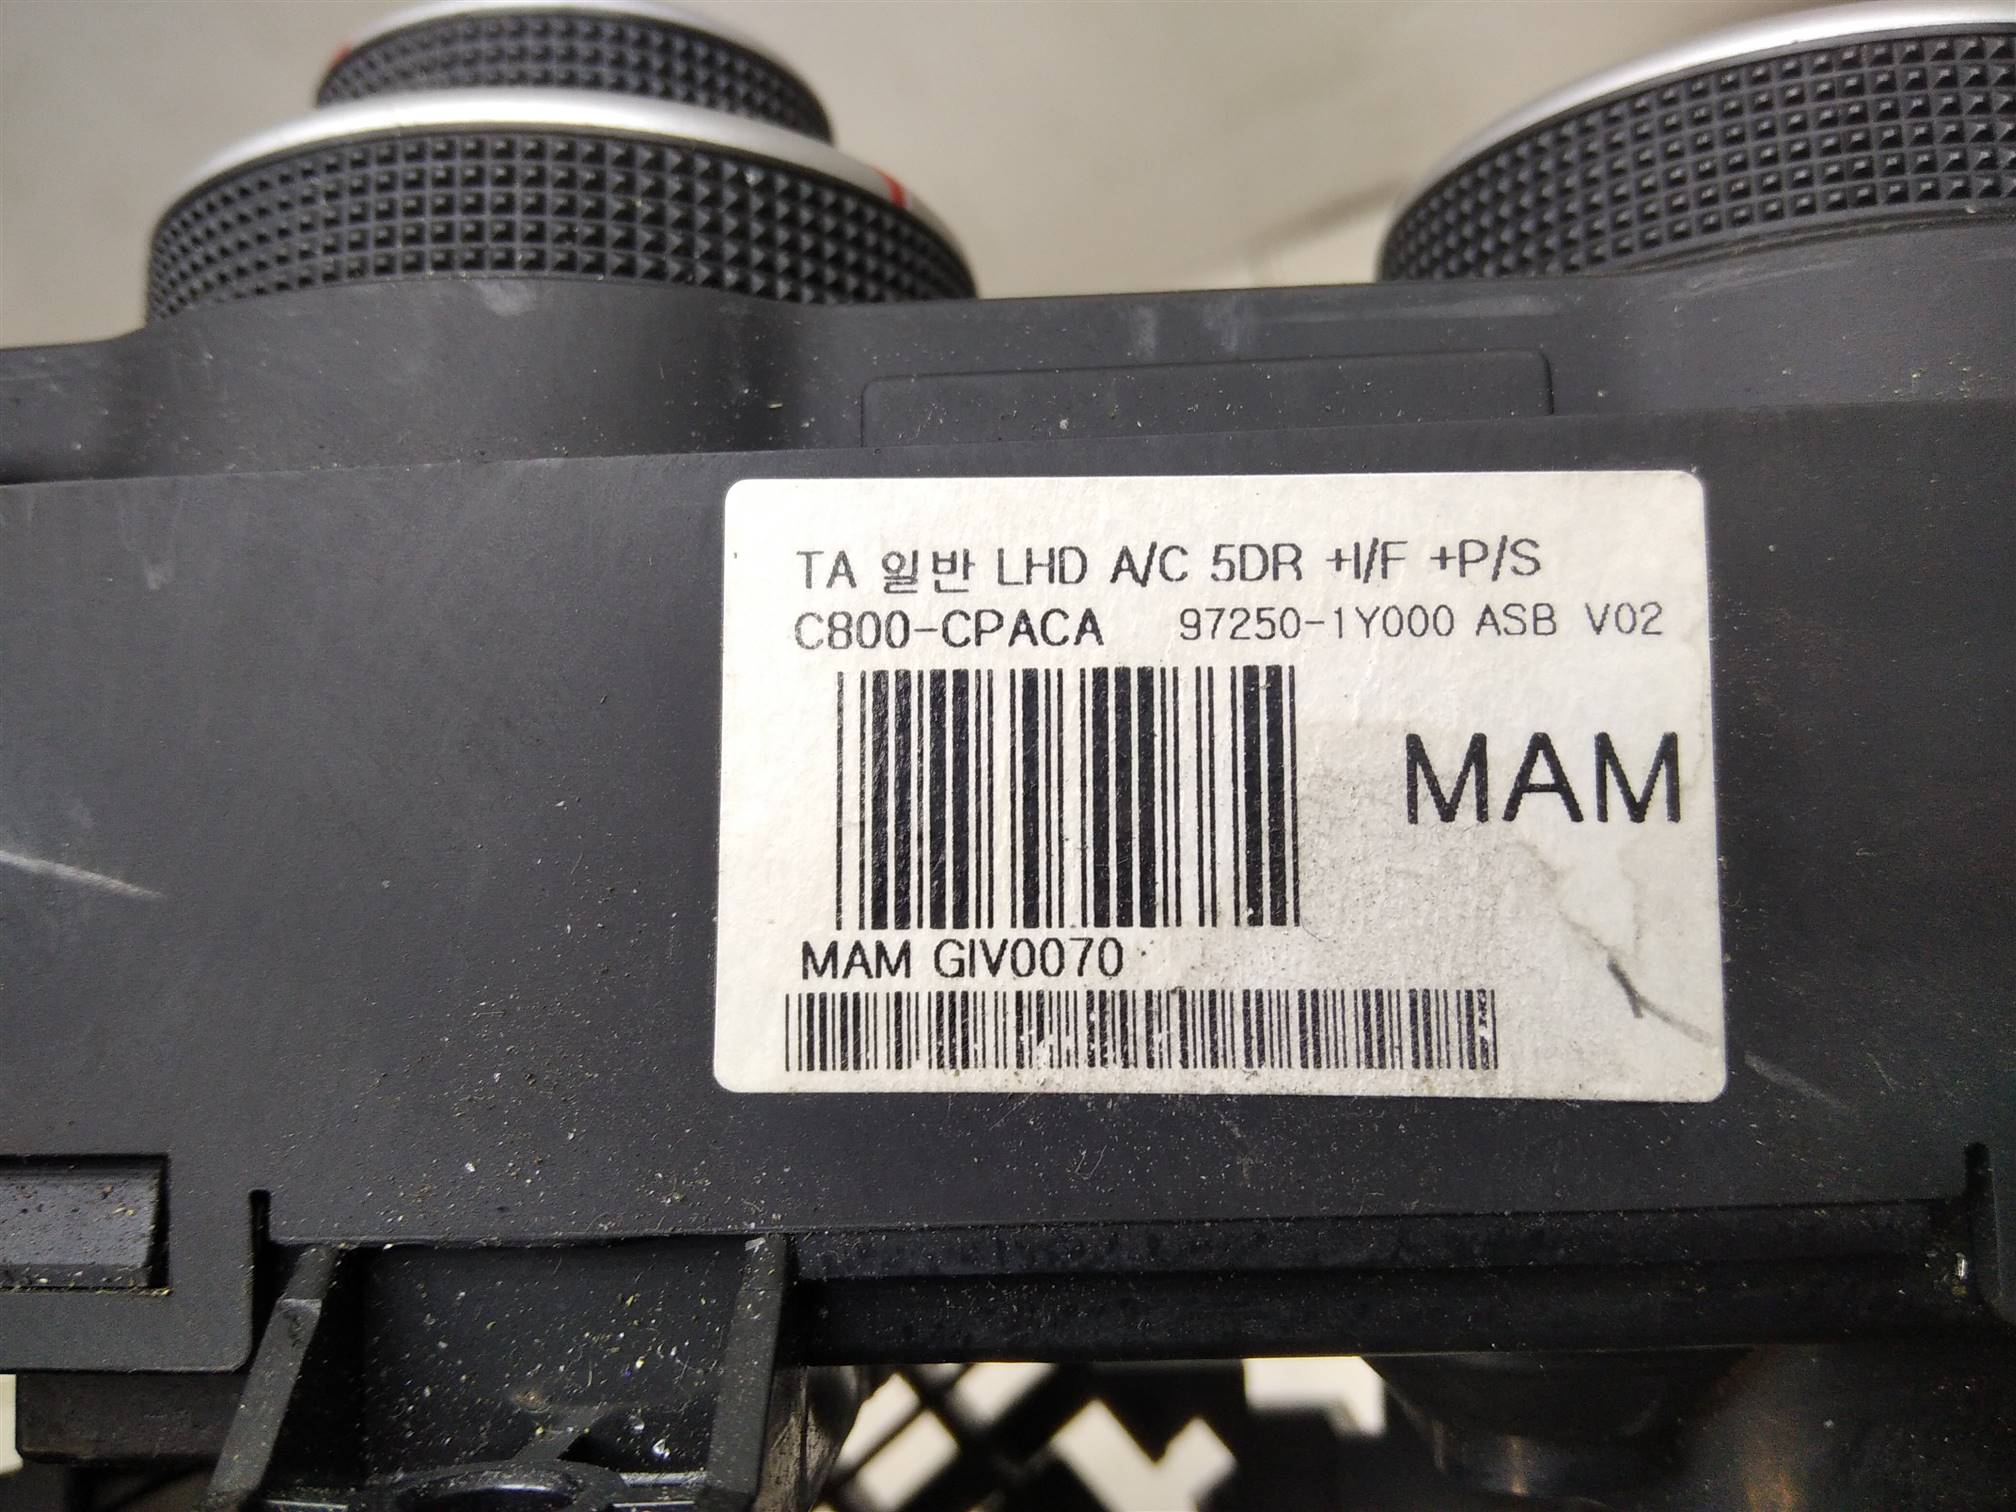 TA 일반 LHD A/C 5DR +I/F +P/S
C800-CPACA 97250-1Y000 ASB V02
MAM
MAM GIV0070